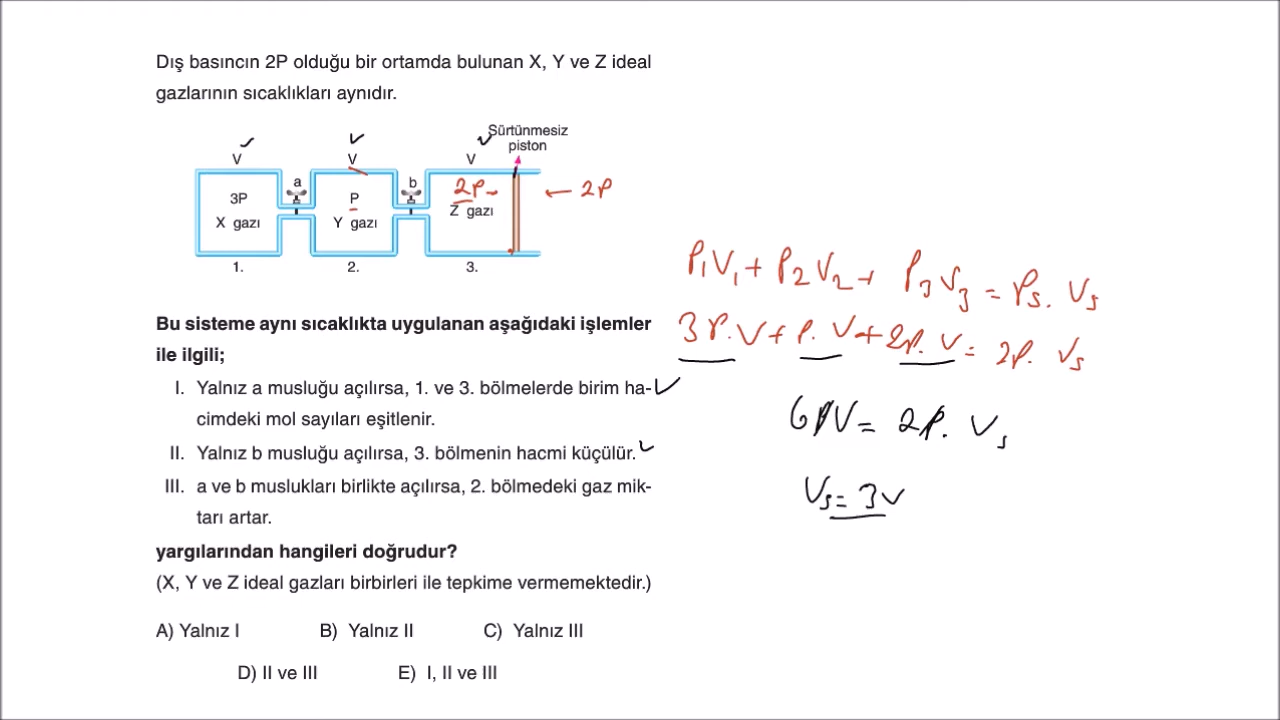 Dış basıncın 2P olduğu bir ortamda bulunan X, Y ve Z ideal
gazlarının sıcaklıkları aynıdır.
Sürtünmesiz
piston
V V V
a b
3P P 2P ← 2P
X gazı Y gazı Z gazı
1. 2. 3.
P₁V₁ + P₂V₂ + P₃V₃ = Ps. Vs
3P.V + P.V + 2P.V = 2P. Vs
6PV = 2P. Vs
Vs = 3V
Bu sisteme aynı sıcaklıkta uygulanan aşağıdaki işlemler
ile ilgili;
I. Yalnız a musluğu açılırsa, 1. ve 3. bölmelerde birim ha-
cimdeki mol sayıları eşitlenir.
II. Yalnız b musluğu açılırsa, 3. bölmenin hacmi küçülür.
III. a ve b muslukları birlikte açılırsa, 2. bölmedeki gaz mik-
tarı artar.
yargılarından hangileri doğrudur?
(X, Y ve Z ideal gazları birbirleri ile tepkime vermemektedir.)
A) Yalnız I B) Yalnız II C) Yalnız III
D) II ve III E) I, II ve III